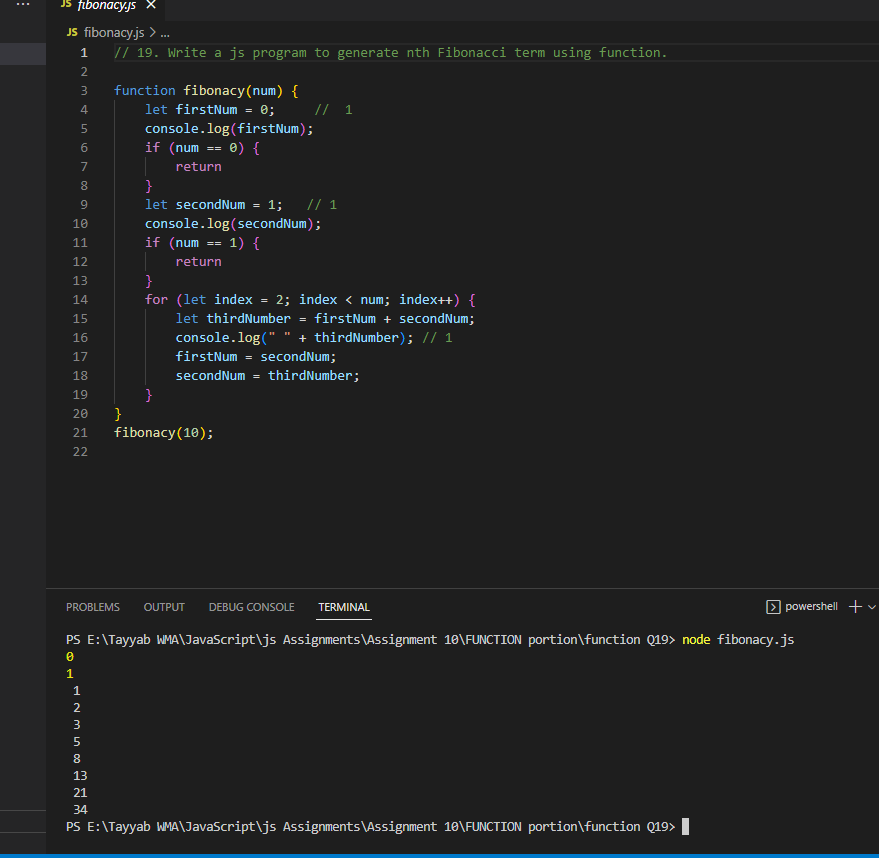 ··· JS fibonacy.js ×
JS fibonacy.js > ...
1 // 19. Write a js program to generate nth Fibonacci term using function.
2
3 function fibonacy(num) {
4     let firstNum = 0;     //  1
5     console.log(firstNum);
6     if (num == 0) {
7         return
8     }
9     let secondNum = 1;   // 1
10     console.log(secondNum);
11     if (num == 1) {
12         return
13     }
14     for (let index = 2; index < num; index++) {
15         let thirdNumber = firstNum + secondNum;
16         console.log(" " + thirdNumber); // 1
17         firstNum = secondNum;
18         secondNum = thirdNumber;
19     }
20 }
21 fibonacy(10);
22
PROBLEMS OUTPUT DEBUG CONSOLE TERMINAL powershell
PS E:\Tayyab WMA\JavaScript\js Assignments\Assignment 10\FUNCTION portion\function Q19> node fibonacy.js
0
1
 1
 2
 3
 5
 8
 13
 21
 34
PS E:\Tayyab WMA\JavaScript\js Assignments\Assignment 10\FUNCTION portion\function Q19>